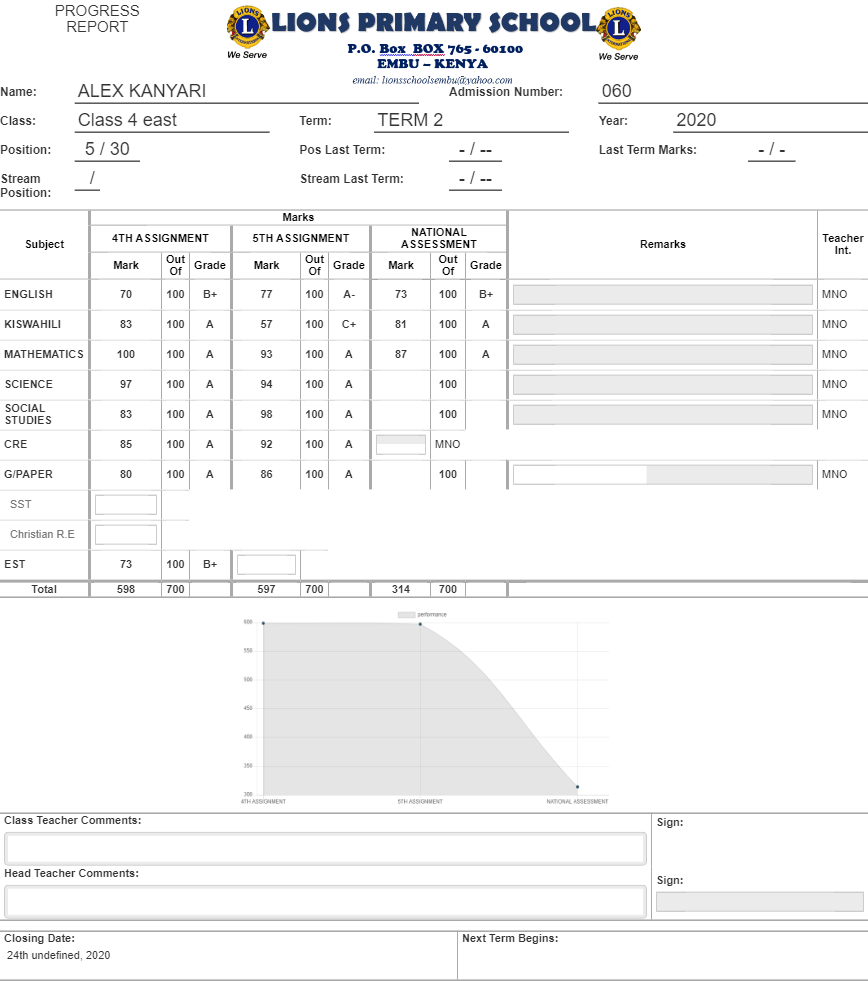 PROGRESS
REPORT
LIONS
L
We Serve
LIONS PRIMARY SCHOOL
P.O. Box BOX 765 - 60100
EMBU – KENYA
email: lionsschoolsembu@yahoo.com
LIONS
L
We Serve
Name: ALEX KANYARI Admission Number: 060
Class: Class 4 east Term: TERM 2 Year: 2020
Position: 5 / 30 Pos Last Term: - / -- Last Term Marks: - / -
Stream Position: / Stream Last Term: - / --
Marks
Subject 4TH ASSIGNMENT 5TH ASSIGNMENT NATIONAL ASSESSMENT Remarks Teacher Int.
Mark Out Of Grade Mark Out Of Grade Mark Out Of Grade
ENGLISH 70 100 B+ 77 100 A- 73 100 B+ MNO
KISWAHILI 83 100 A 57 100 C+ 81 100 A MNO
MATHEMATICS 100 100 A 93 100 A 87 100 A MNO
SCIENCE 97 100 A 94 100 A 100 MNO
SOCIAL STUDIES 83 100 A 98 100 A 100 MNO
CRE 85 100 A 92 100 A MNO
G/PAPER 80 100 A 86 100 A 100 MNO
SST
Christian R.E
EST 73 100 B+
Total 598 700 597 700 314 700
performance
600
550
500
450
400
350
300
4TH ASSIGNMENT 5TH ASSIGNMENT NATIONAL ASSESSMENT
Class Teacher Comments: Sign:
Head Teacher Comments: Sign:
Closing Date: Next Term Begins:
24th undefined, 2020